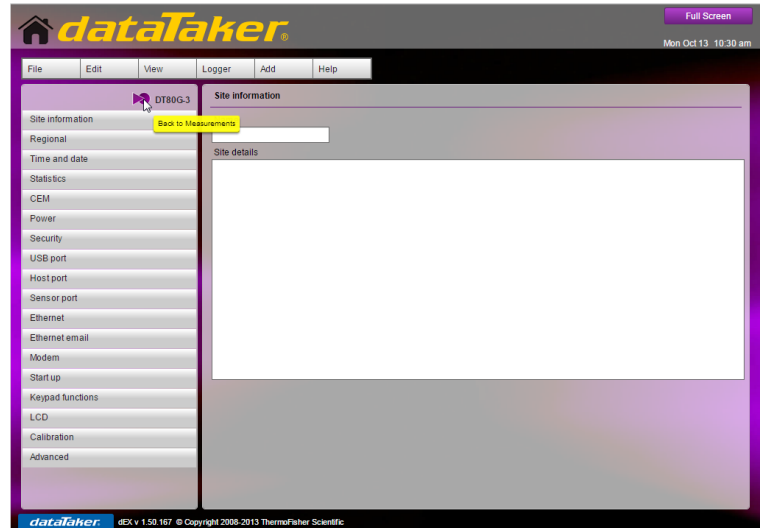 dataTaker®
Full Screen
Mon Oct 13 10:30 am
File Edit View Logger Add Help
DT80G-3
Back to Measurements
Site information
Regional
Time and date
Statistics
CEM
Power
Security
USB port
Host port
Sensor port
Ethernet
Ethernet email
Modem
Start up
Keypad functions
LCD
Calibration
Advanced
Site information
Site details
dataTaker. dEX v 1.50.167 © Copyright 2008-2013 ThermoFisher Scientific